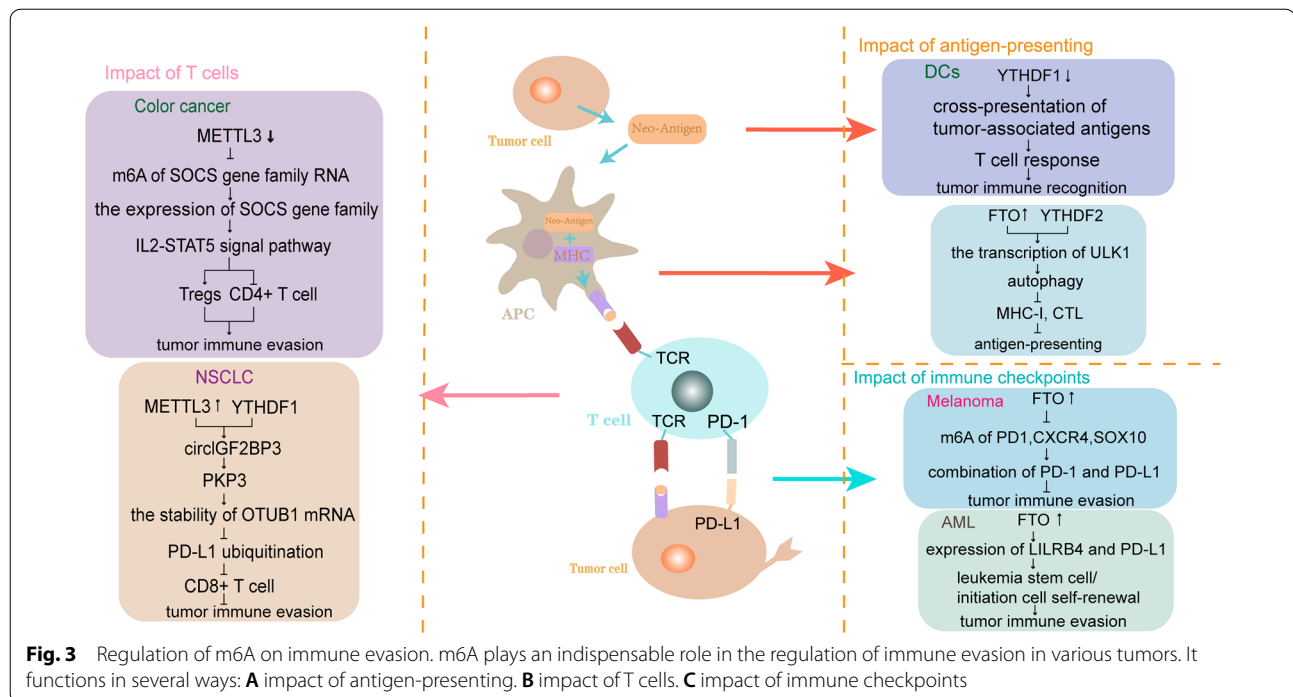 Impact of T cells
Color cancer
METTL3 ↓
m6A of SOCS gene family RNA
the expression of SOCS gene family
IL2-STAT5 signal pathway
Tregs CD4+ T cell
tumor immune evasion
NSCLC
METTL3 ↑ YTHDF1
circIGF2BP3
PKP3
the stability of OTUB1 mRNA
PD-L1 ubiquitination
CD8+ T cell
tumor immune evasion
Tumor cell
Neo-Antigen
Neo-Antigen
+
MHC
APC
TCR
T cell
TCR
PD-1
PD-L1
Tumor cell
Impact of antigen-presenting
DCs
YTHDF1 ↓
cross-presentation of
tumor-associated antigens
T cell response
tumor immune recognition
FTO ↑ YTHDF2
the transcription of ULK1
autophagy
MHC-I, CTL
antigen-presenting
Impact of immune checkpoints
Melanoma
FTO ↑
m6A of PD1,CXCR4,SOX10
combination of PD-1 and PD-L1
tumor immune evasion
AML
FTO ↑
expression of LILRB4 and PD-L1
leukemia stem cell/
initiation cell self-renewal
tumor immune evasion
Fig. 3 Regulation of m6A on immune evasion. m6A plays an indispensable role in the regulation of immune evasion in various tumors. It
functions in several ways: A impact of antigen-presenting. B impact of T cells. C impact of immune checkpoints